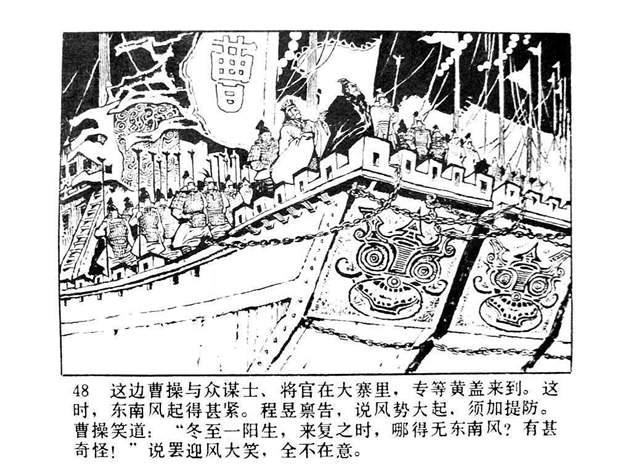 曹
48 这边曹操与众谋士、将官在大寨里，专等黄盖来到。这
时，东南风起得甚紧。程昱禀告，说风势大起，须加提防。
曹操笑道：“冬至一阳生，来复之时，哪得无东南风？有甚
奇怪！”说罢迎风大笑，全不在意。